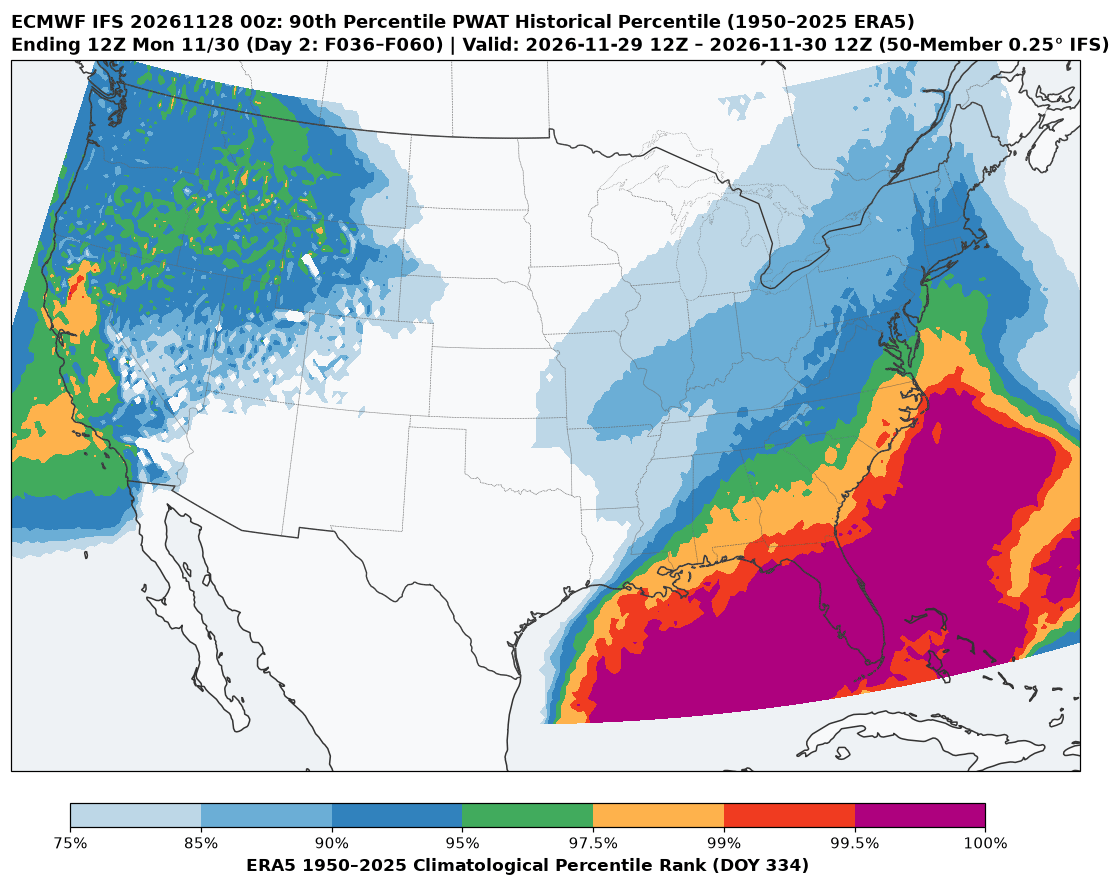 ECMWF IFS 20261128 00z: 90th Percentile PWAT Historical Percentile (1950–2025 ERA5)
Ending 12Z Mon 11/30 (Day 2: F036–F060) | Valid: 2026-11-29 12Z – 2026-11-30 12Z (50-Member 0.25° IFS)
75% 85% 90% 95% 97.5% 99% 99.5% 100%
ERA5 1950–2025 Climatological Percentile Rank (DOY 334)